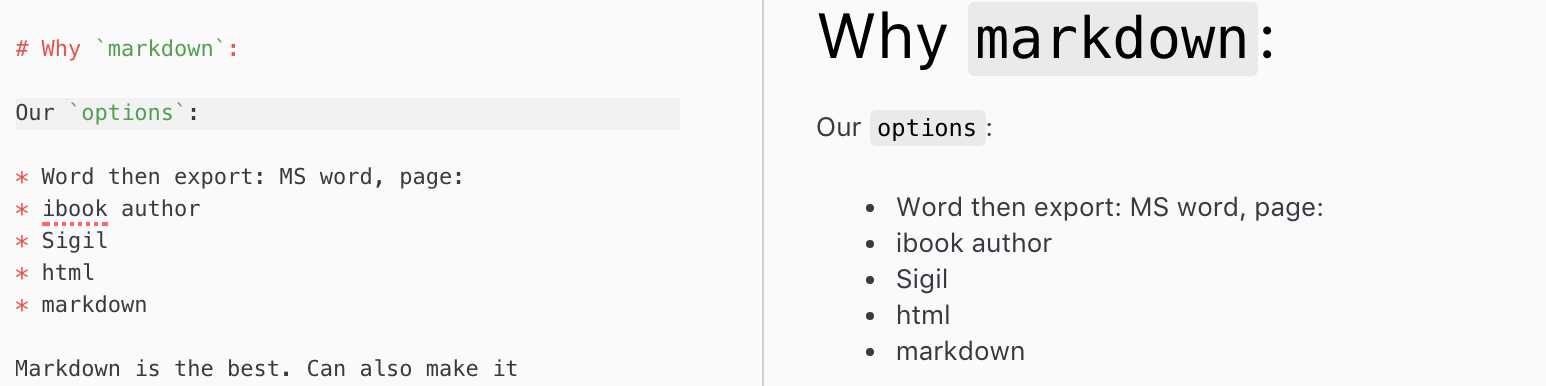 # Why `markdown`:
Our `options`:
* Word then export: MS word, page:
* ibook author
* Sigil
* html
* markdown
Markdown is the best. Can also make it
Why markdown:
Our options:
• Word then export: MS word, page:
• ibook author
• Sigil
• html
• markdown